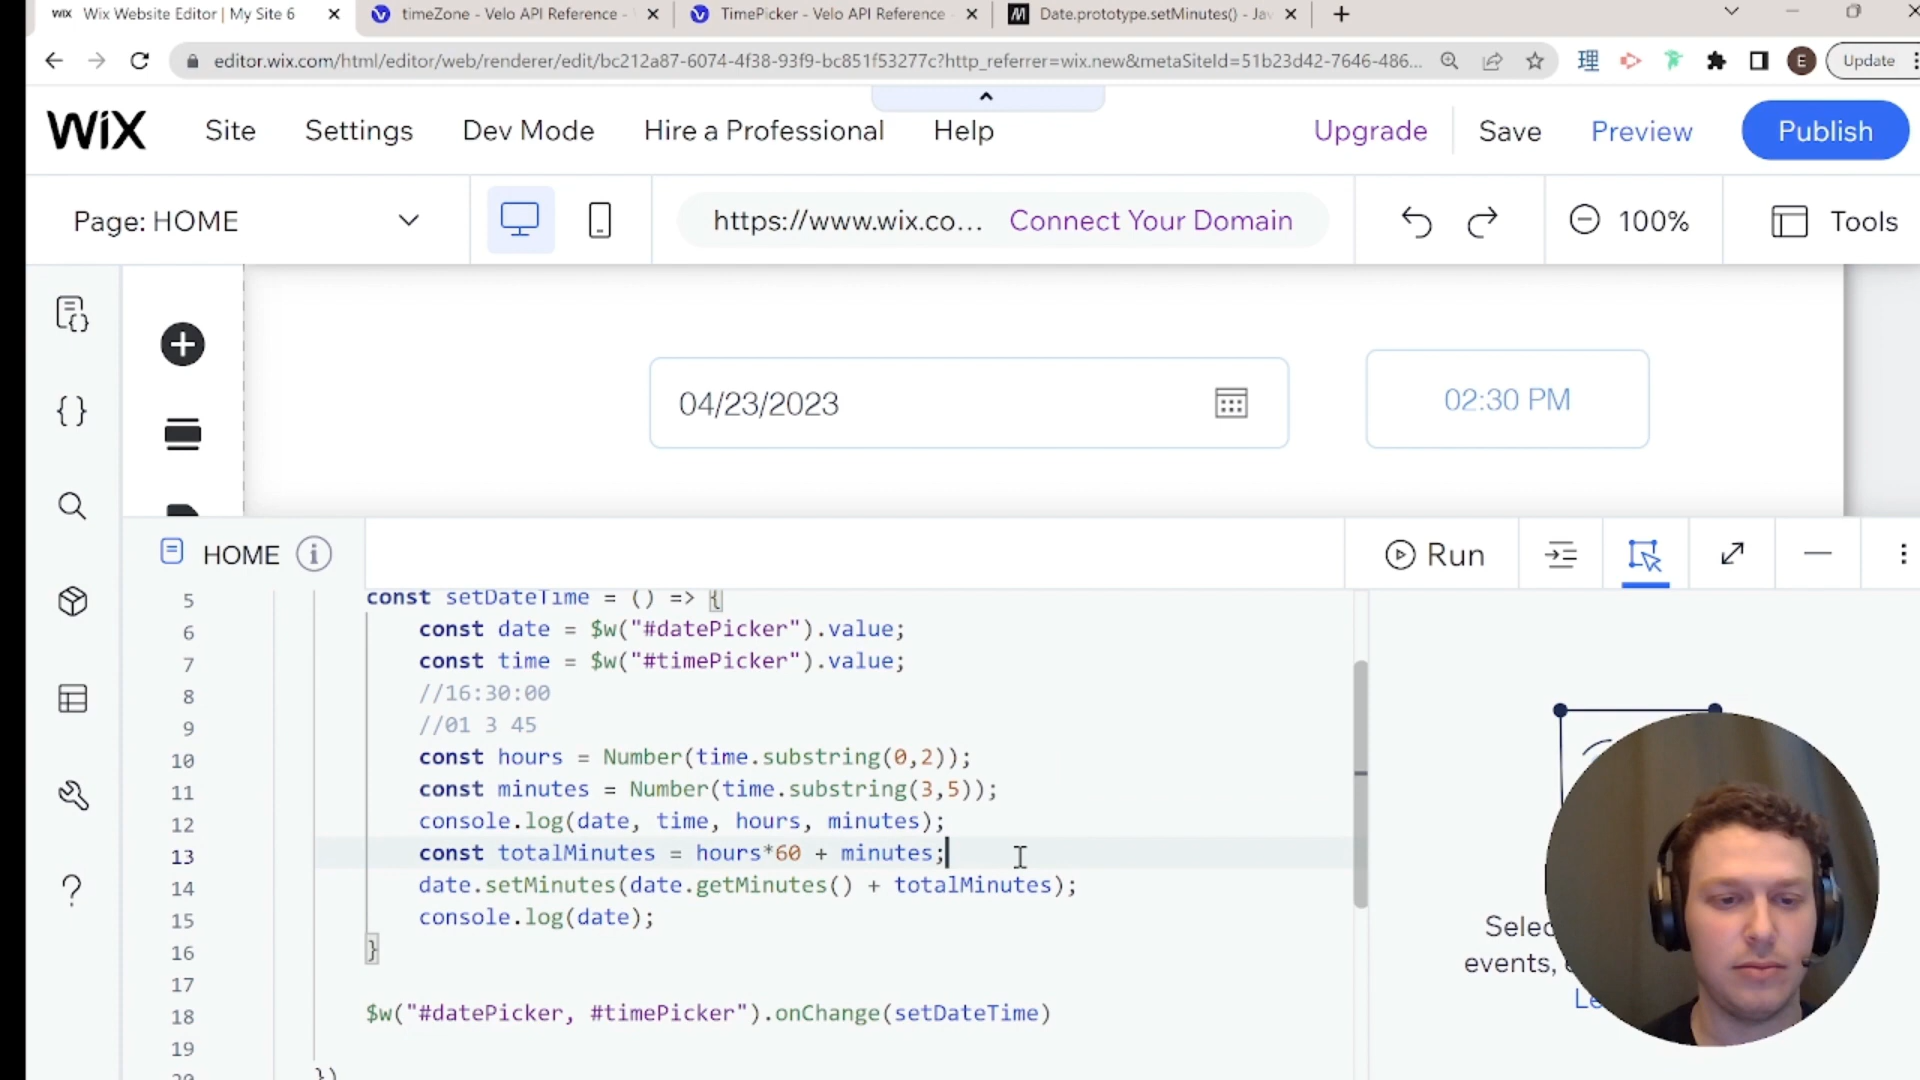 WIX Wix Website Editor | My Site 6
timeZone - Velo API Reference -
TimePicker - Velo API Reference
Date.prototype.setMinutes() - Jav
editor.wix.com/html/editor/web/renderer/edit/bc212a87-6074-4f38-93f9-bc851f53277c?http_referrer=wix.new&metaSiteId=51b23d42-7646-486...
理
E
Update
WiX
Site
Settings
Dev Mode
Hire a Professional
Help
Upgrade
Save
Preview
Publish
Page: HOME
https://www.wix.co...
Connect Your Domain
100%
Tools
04/23/2023
02:30 PM
HOME
Run
5 const setDateTime = () => {
6 const date = $w("#datePicker").value;
7 const time = $w("#timePicker").value;
8 //16:30:00
9 //01 3 45
10 const hours = Number(time.substring(0,2));
11 const minutes = Number(time.substring(3,5));
12 console.log(date, time, hours, minutes);
13 const totalMinutes = hours*60 + minutes;
14 date.setMinutes(date.getMinutes() + totalMinutes);
15 console.log(date);
16 }
17
18 $w("#datePicker, #timePicker").onChange(setDateTime)
19
20 })
Selec
events,
Le